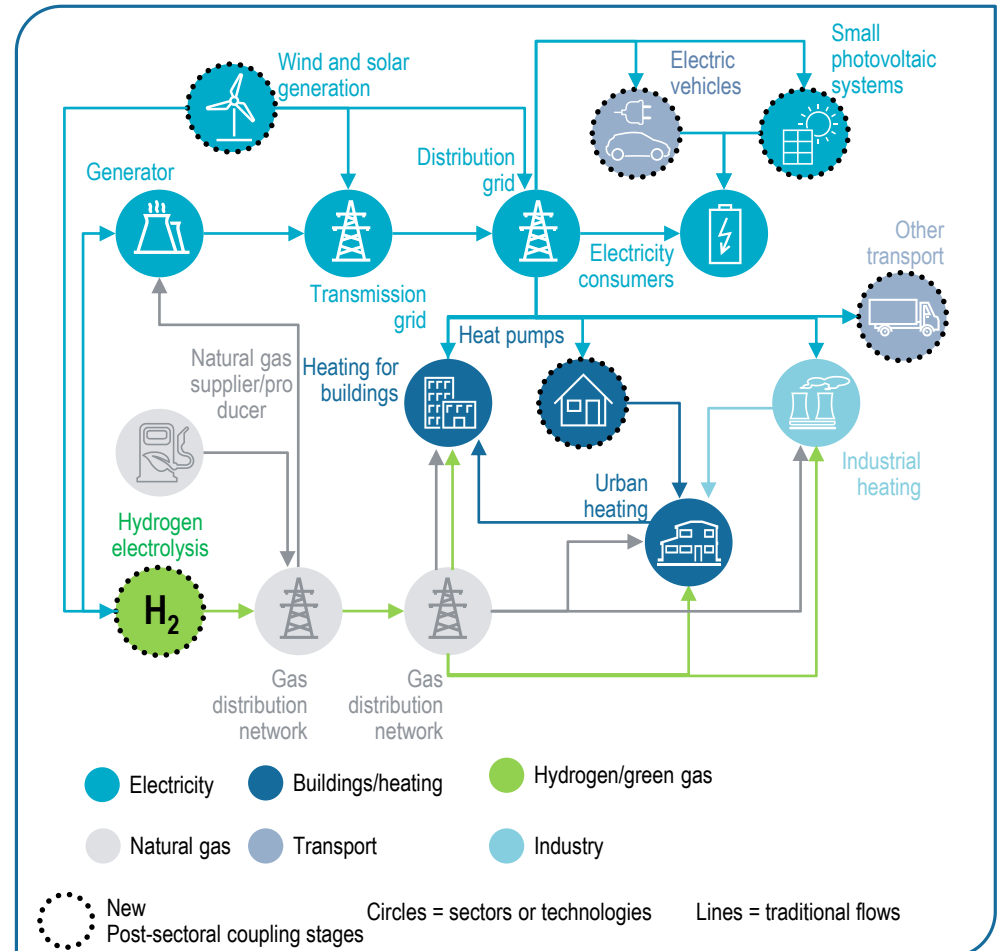 Wind and solar
generation
Electric
vehicles
Small
photovoltaic
systems
Generator
Distribution
grid
Transmission
grid
Electricity
consumers
Other
transport
Natural gas
supplier/pro
ducer
Heating for
buildings
Heat pumps
Industrial
heating
Urban
heating
Hydrogen
electrolysis
H2
Gas
distribution
network
Gas
distribution
network
Electricity
Buildings/heating
Hydrogen/green gas
Natural gas
Transport
Industry
New
Post-sectoral coupling stages
Circles = sectors or technologies
Lines = traditional flows